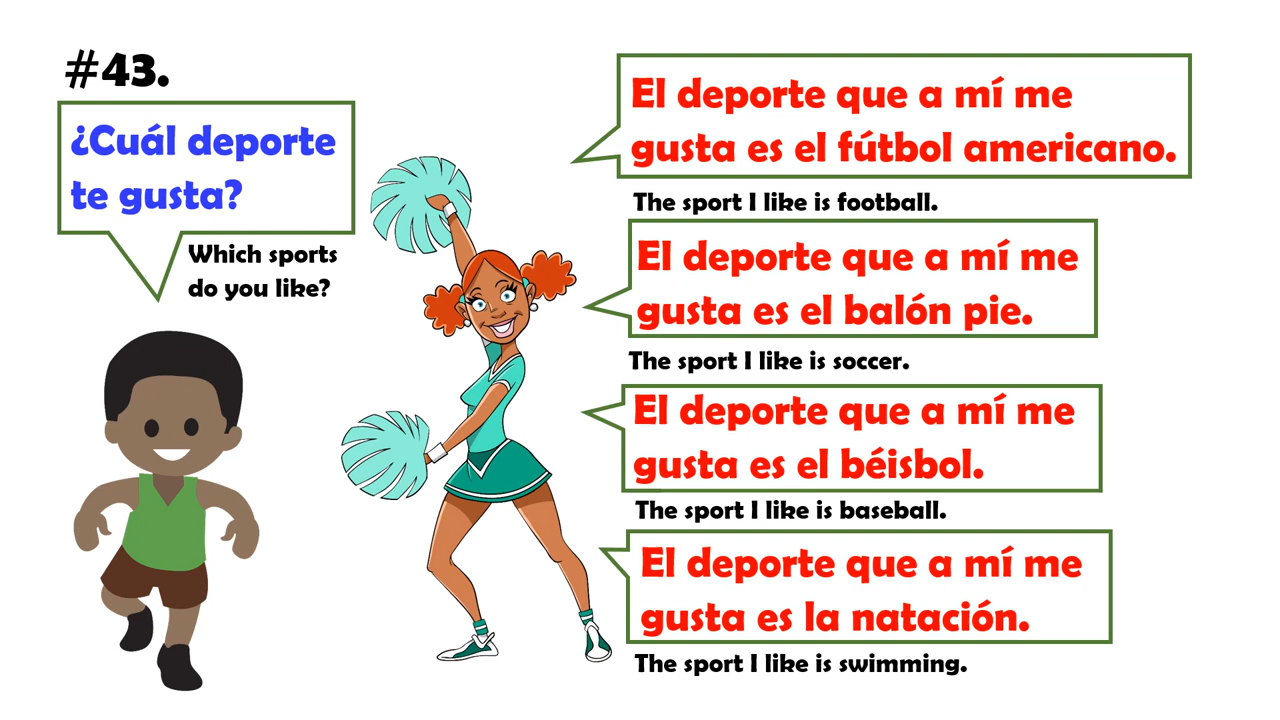 #43.
¿Cuál deporte
te gusta?
Which sports
do you like?
El deporte que a mí me
gusta es el fútbol americano.
The sport I like is football.
El deporte que a mí me
gusta es el balón pie.
The sport I like is soccer.
El deporte que a mí me
gusta es el béisbol.
The sport I like is baseball.
El deporte que a mí me
gusta es la natación.
The sport I like is swimming.